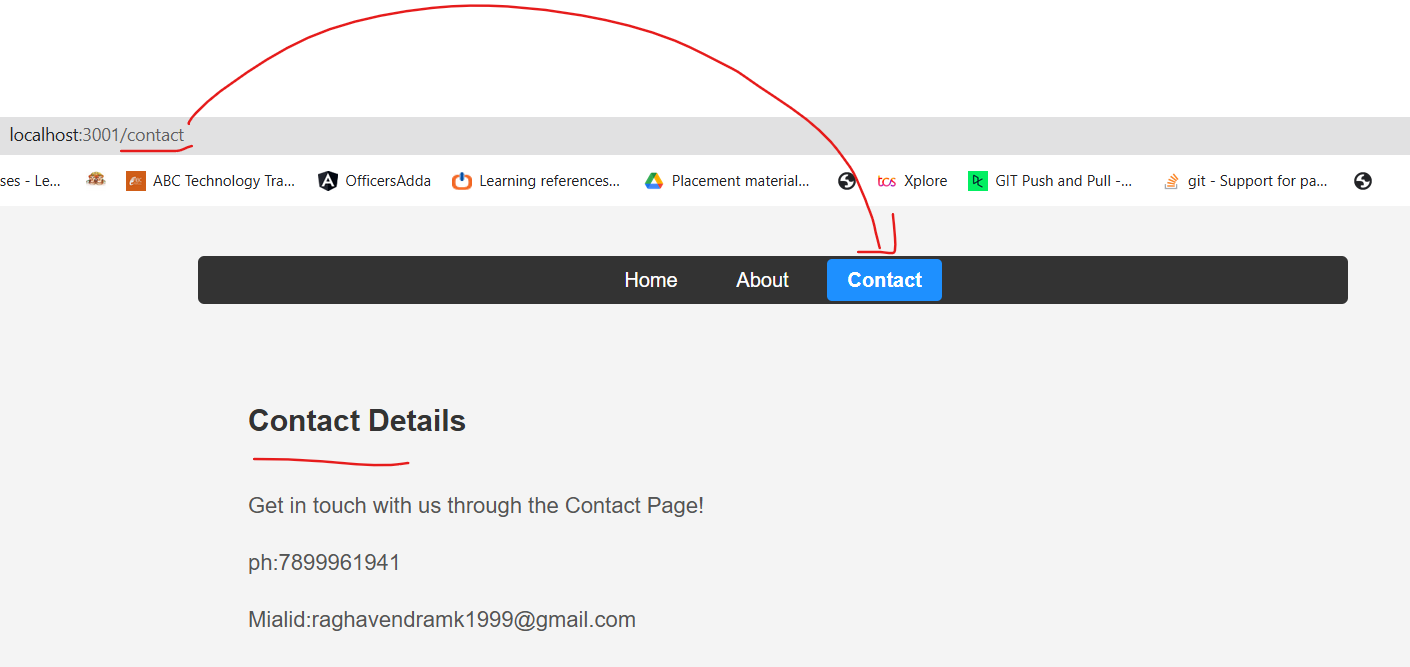 localhost:3001/contact
ses - Le... ABC Technology Tra... OfficersAdda Learning references... Placement material... tcs Xplore DC GIT Push and Pull -... git - Support for pa...
Home About Contact
Contact Details
Get in touch with us through the Contact Page!
ph:7899961941
Mialid:raghavendramk1999@gmail.com